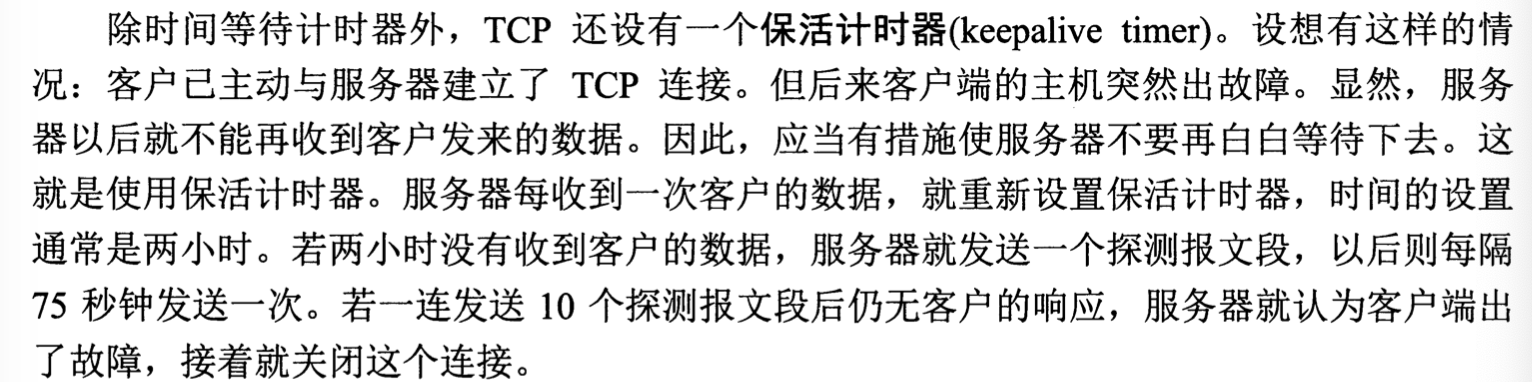 除时间等待计时器外，TCP 还设有一个保活计时器(keepalive timer)。设想有这样的情
况：客户已主动与服务器建立了 TCP 连接。但后来客户端的主机突然出故障。显然，服务
器以后就不能再收到客户发来的数据。因此，应当有措施使服务器不要再白白等待下去。这
就是使用保活计时器。服务器每收到一次客户的数据，就重新设置保活计时器，时间的设置
通常是两小时。若两小时没有收到客户的数据，服务器就发送一个探测报文段，以后则每隔
75 秒钟发送一次。若一连发送 10 个探测报文段后仍无客户的响应，服务器就认为客户端出
了故障，接着就关闭这个连接。